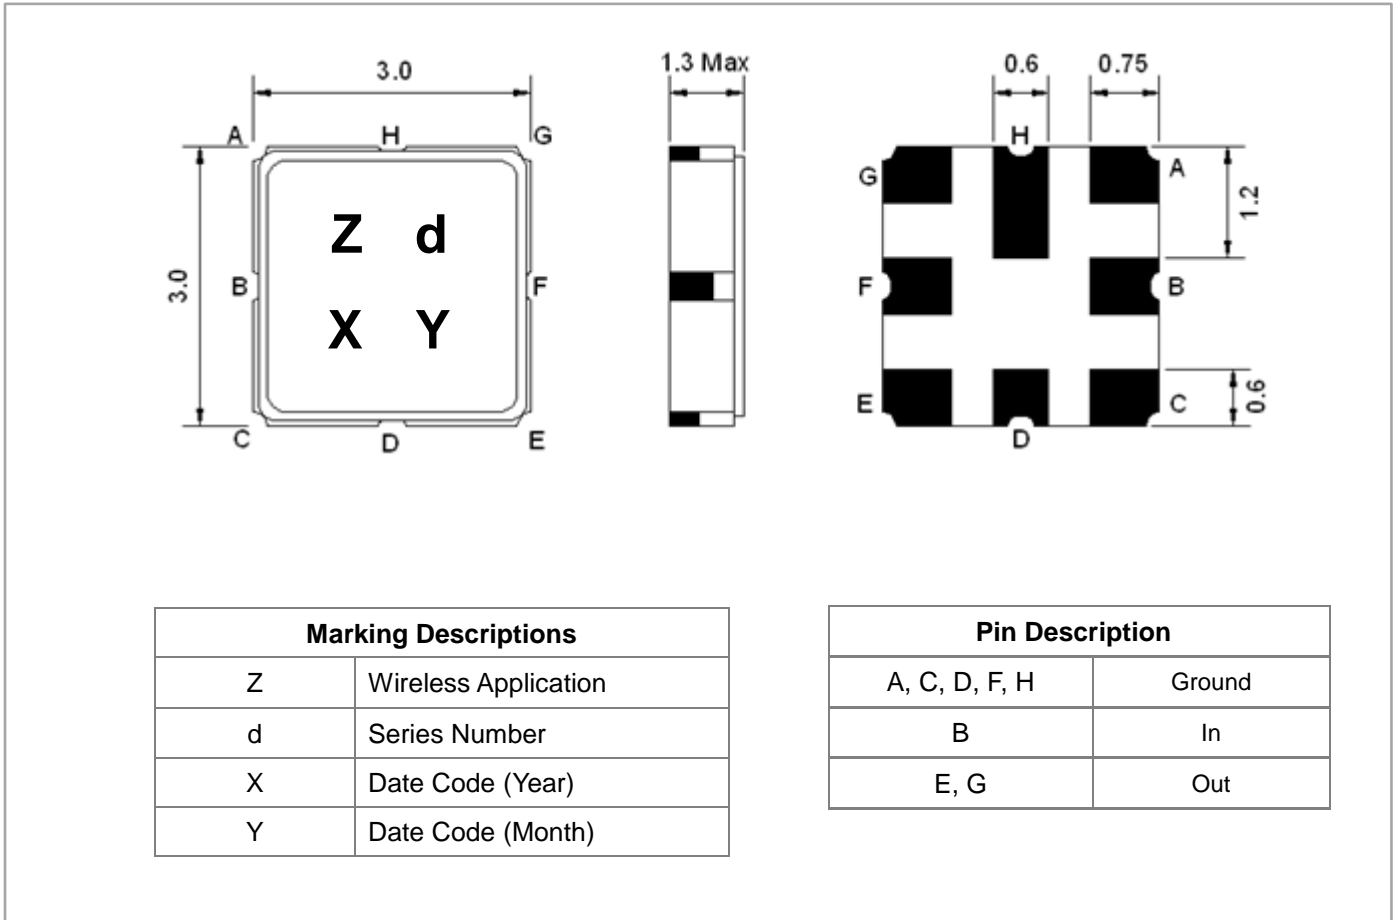 3.0
1.3 Max
0.6 0.75
A H G
H
G A
Z d
1.2
3.0
B F
F B
X Y
E C
0.6
C D E
D
Marking Descriptions
Z Wireless Application
d Series Number
X Date Code (Year)
Y Date Code (Month)
Pin Description
A, C, D, F, H Ground
B In
E, G Out